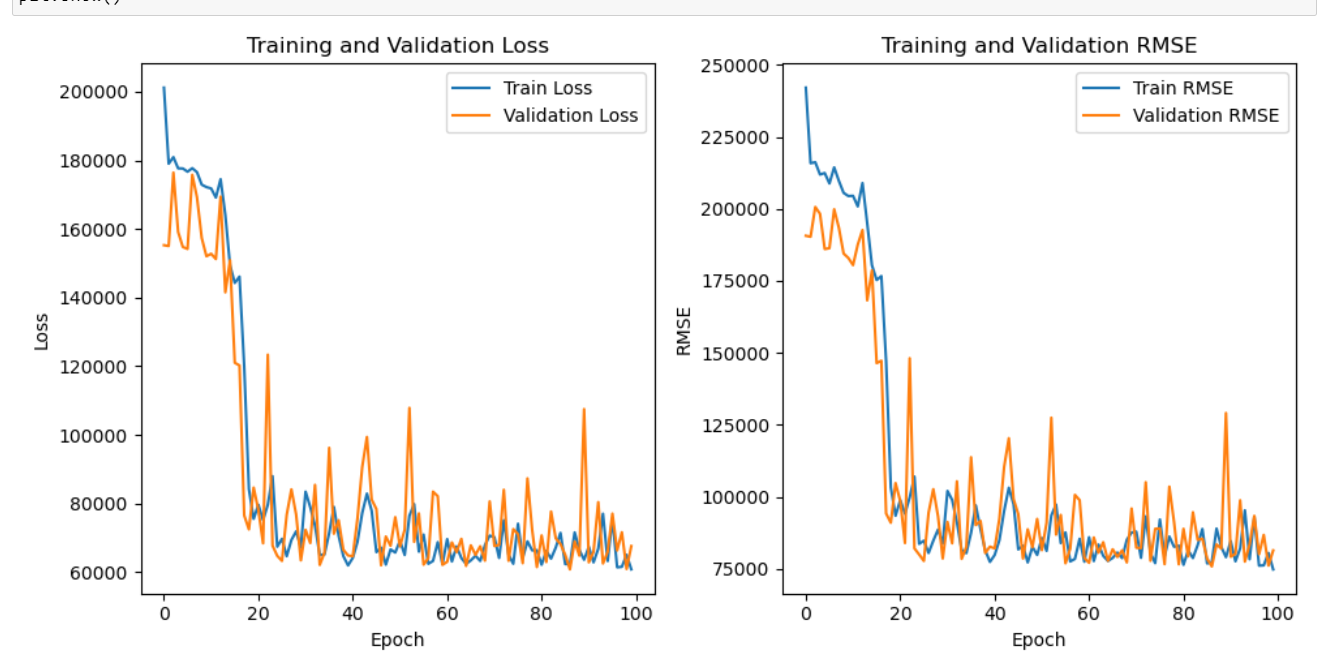 plt.show()
Training and Validation Loss
Training and Validation RMSE
Train Loss
Validation Loss
Train RMSE
Validation RMSE
Loss
200000
180000
160000
140000
120000
100000
80000
60000
0 20 40 60 80 100
Epoch
RMSE
250000
225000
200000
175000
150000
125000
100000
75000
0 20 40 60 80 100
Epoch